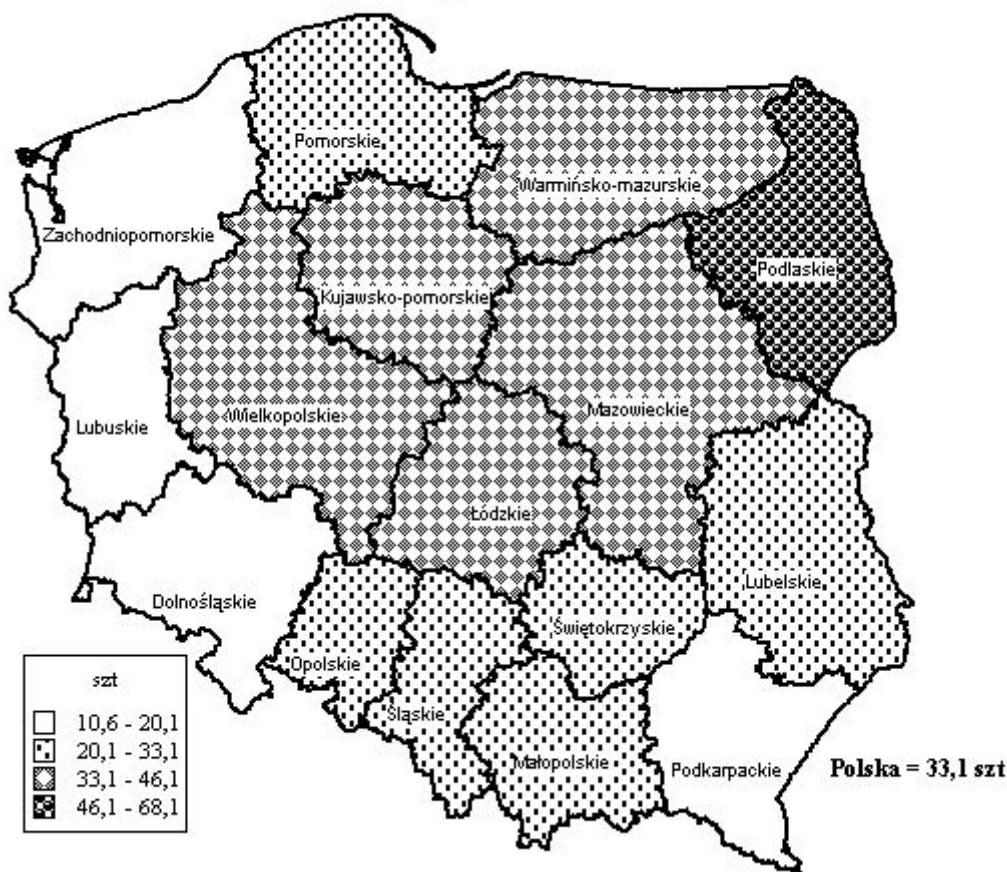 Pomorskie
Warmińsko-mazurskie
Zachodniopomorskie
Podlaskie
Kujawsko-pomorskie
Wielkopolskie
Mazowieckie
Lubuskie
Łódzkie
Lubelskie
Dolnośląskie
Świętokrzyskie
Opolskie
Śląskie
Małopolskie
Podkarpackie
szt
10,6 - 20,1
20,1 - 33,1
33,1 - 46,1
46,1 - 68,1
Polska = 33,1 szt